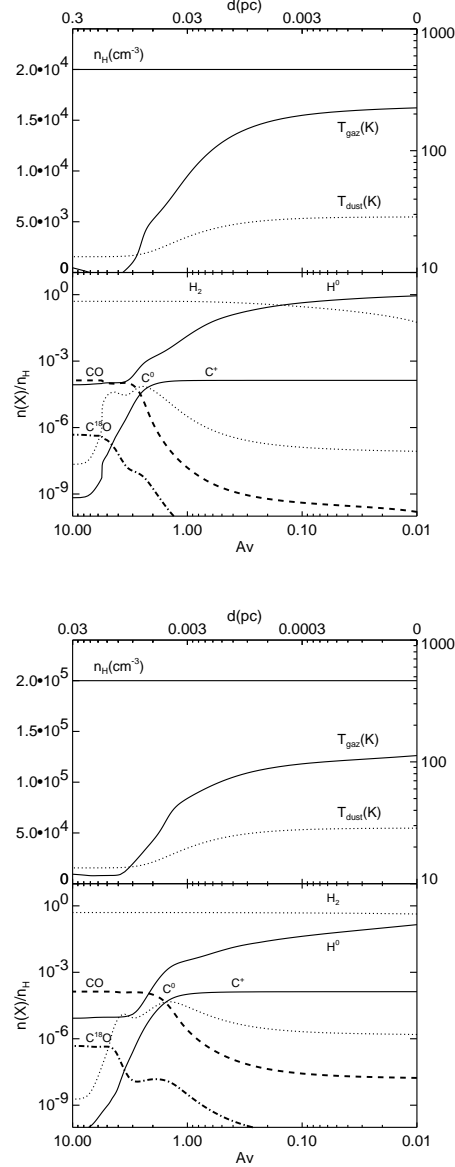 d(pc)
0.3 0.03 0.003 0
n_H(cm^-3)
2.0•10^4
1.5•10^4
1.0•10^4
5.0•10^3
0
1000
100
10
T_gaz(K)
T_dust(K)
10^0
10^-3
10^-6
10^-9
n(X)/n_H
H_2 H^0
CO C^0 C^+
C^18O
10.00 1.00 0.10 0.01
Av
d(pc)
0.03 0.003 0.0003 0
n_H(cm^-3)
2.0•10^5
1.5•10^5
1.0•10^5
5.0•10^4
0
1000
100
10
T_gaz(K)
T_dust(K)
10^0
10^-3
10^-6
10^-9
n(X)/n_H
H_2
H^0
CO C^0 C^+
C^18O
10.00 1.00 0.10 0.01
Av